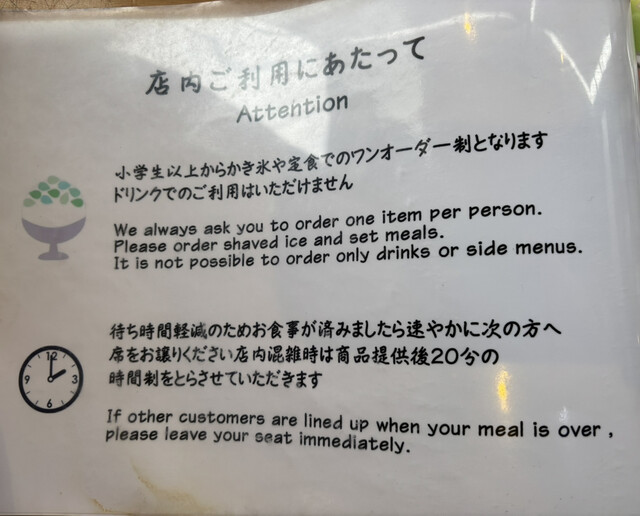 店内ご利用にあたって
Attention
小学生以上からかき氷や定食でのワンオーダー制となります
ドリンクでのご利用はいただけません
We always ask you to order one item per person.
Please order shaved ice and set meals.
It is not possible to order only drinks or side menus.
待ち時間軽減のためお食事が済みましたら速やかに次の方へ
席をお譲りください店内混雑時は商品提供後20分の
時間制をとらさせていただきます
12
9 3
6
If other customers are lined up when your meal is over ,
please leave your seat immediately.